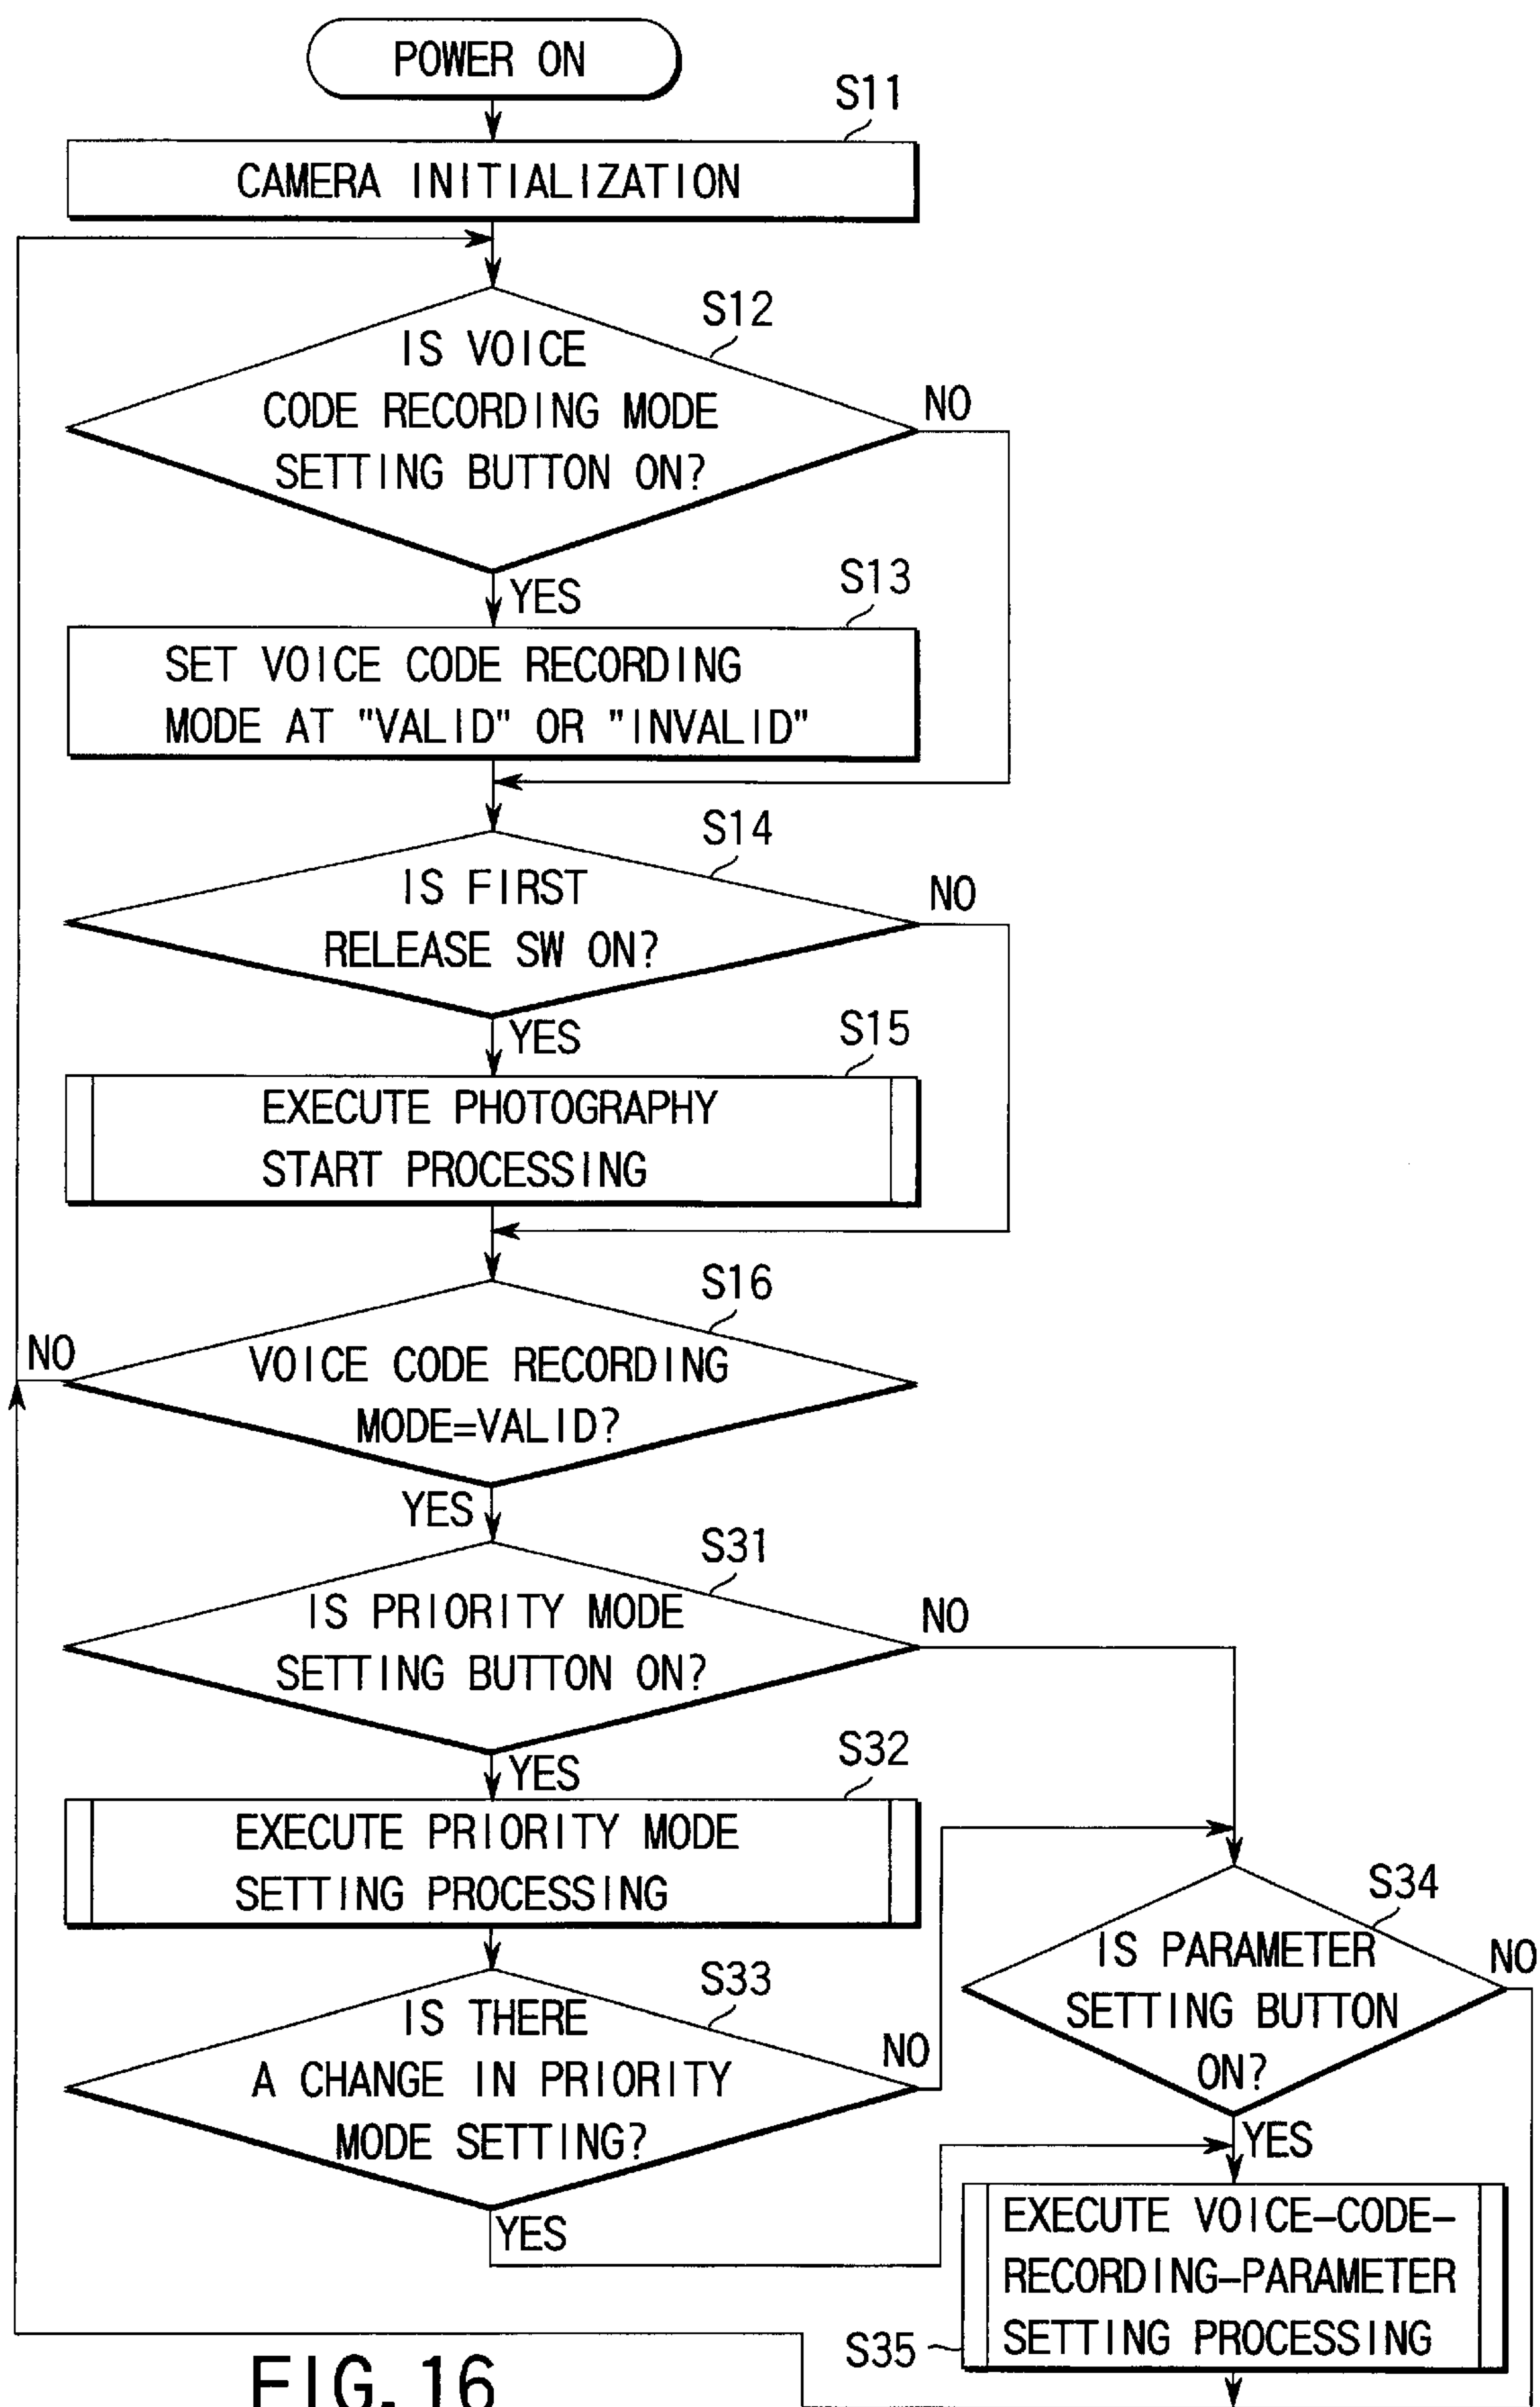 POWER ON
S11
CAMERA INITIALIZATION
S12
IS VOICE
CODE RECORDING MODE
SETTING BUTTON ON?
NO
YES
S13
SET VOICE CODE RECORDING
MODE AT "VALID" OR "INVALID"
S14
IS FIRST
RELEASE SW ON?
NO
YES
S15
EXECUTE PHOTOGRAPHY
START PROCESSING
S16
VOICE CODE RECORDING
MODE=VALID?
NO
YES
S31
IS PRIORITY MODE
SETTING BUTTON ON?
NO
YES
S32
EXECUTE PRIORITY MODE
SETTING PROCESSING
S33
IS THERE
A CHANGE IN PRIORITY
MODE SETTING?
NO
YES
S34
IS PARAMETER
SETTING BUTTON
ON?
NO
YES
EXECUTE VOICE-CODE-
RECORDING-PARAMETER
SETTING PROCESSING
S35
FIG. 16